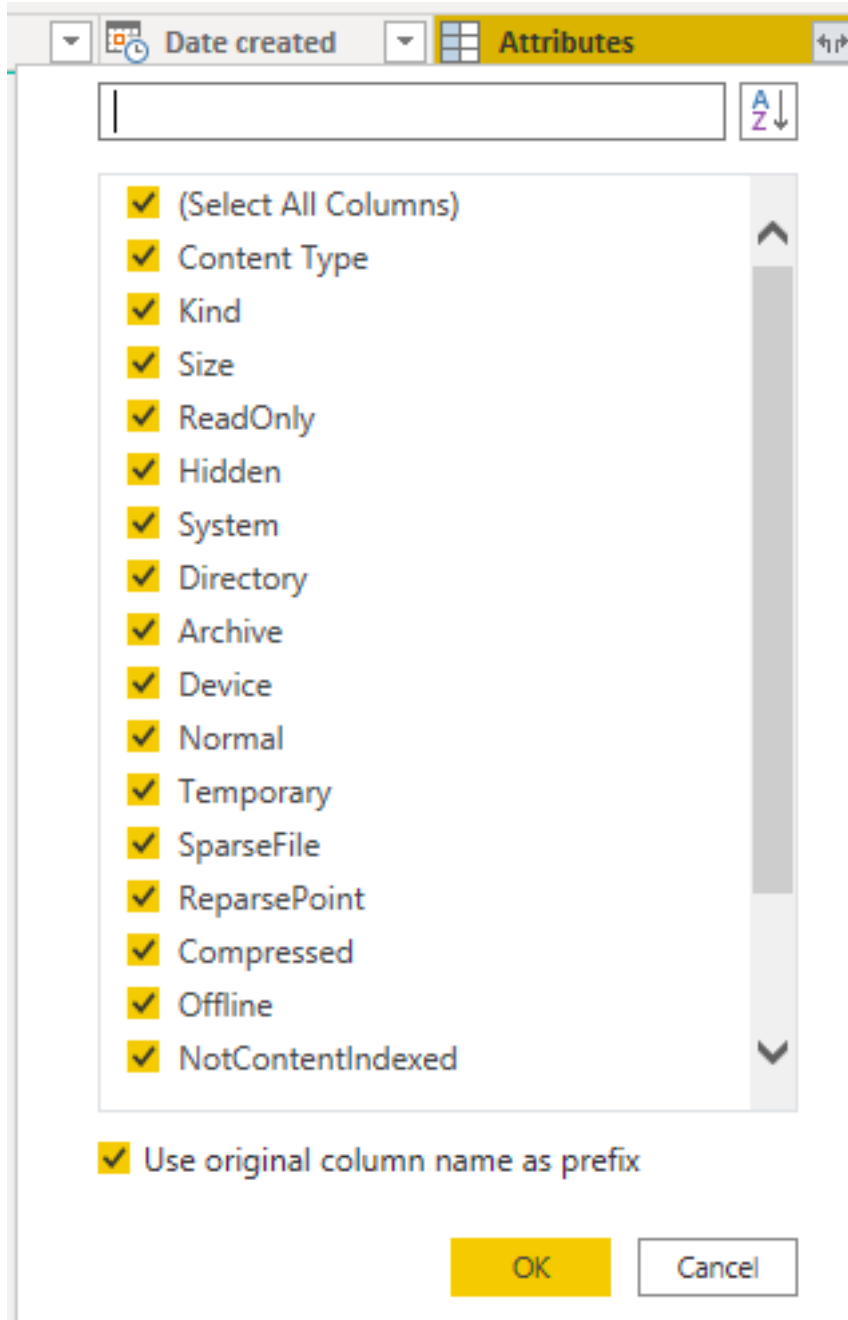 Date created Attributes
A
Z
(Select All Columns)
Content Type
Kind
Size
ReadOnly
Hidden
System
Directory
Archive
Device
Normal
Temporary
SparseFile
ReparsePoint
Compressed
Offline
NotContentIndexed
Use original column name as prefix
OK Cancel